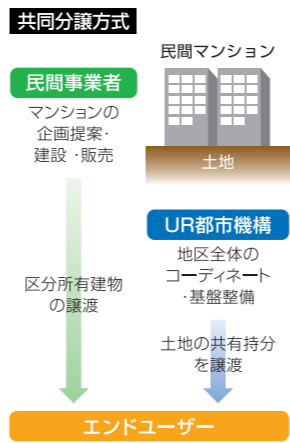 共同分譲方式
民間マンション
土地
民間事業者
マンションの
企画提案・
建設・販売
区分所有建物
の譲渡
UR都市機構
地区全体の
コーディネート
・基盤整備
土地の共有持分
を譲渡
エンドユーザー